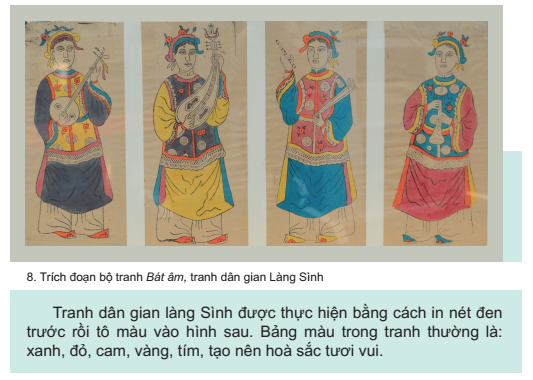 8. Trích đoạn bộ tranh Bát âm, tranh dân gian Làng Sình
Tranh dân gian làng Sình được thực hiện bằng cách in nét đen
trước rồi tô màu vào hình sau. Bảng màu trong tranh thường là:
xanh, đỏ, cam, vàng, tím, tạo nên hoà sắc tươi vui.